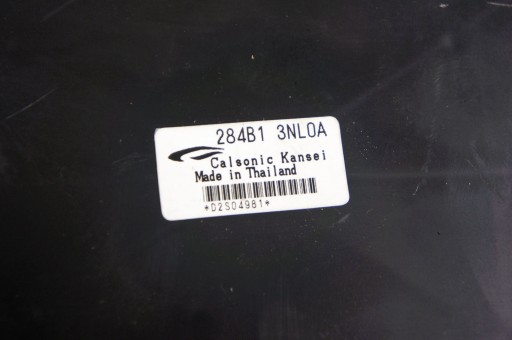 284B1 3NL0A
Calsonic Kansei
Made in Thailand
*D2S04981*